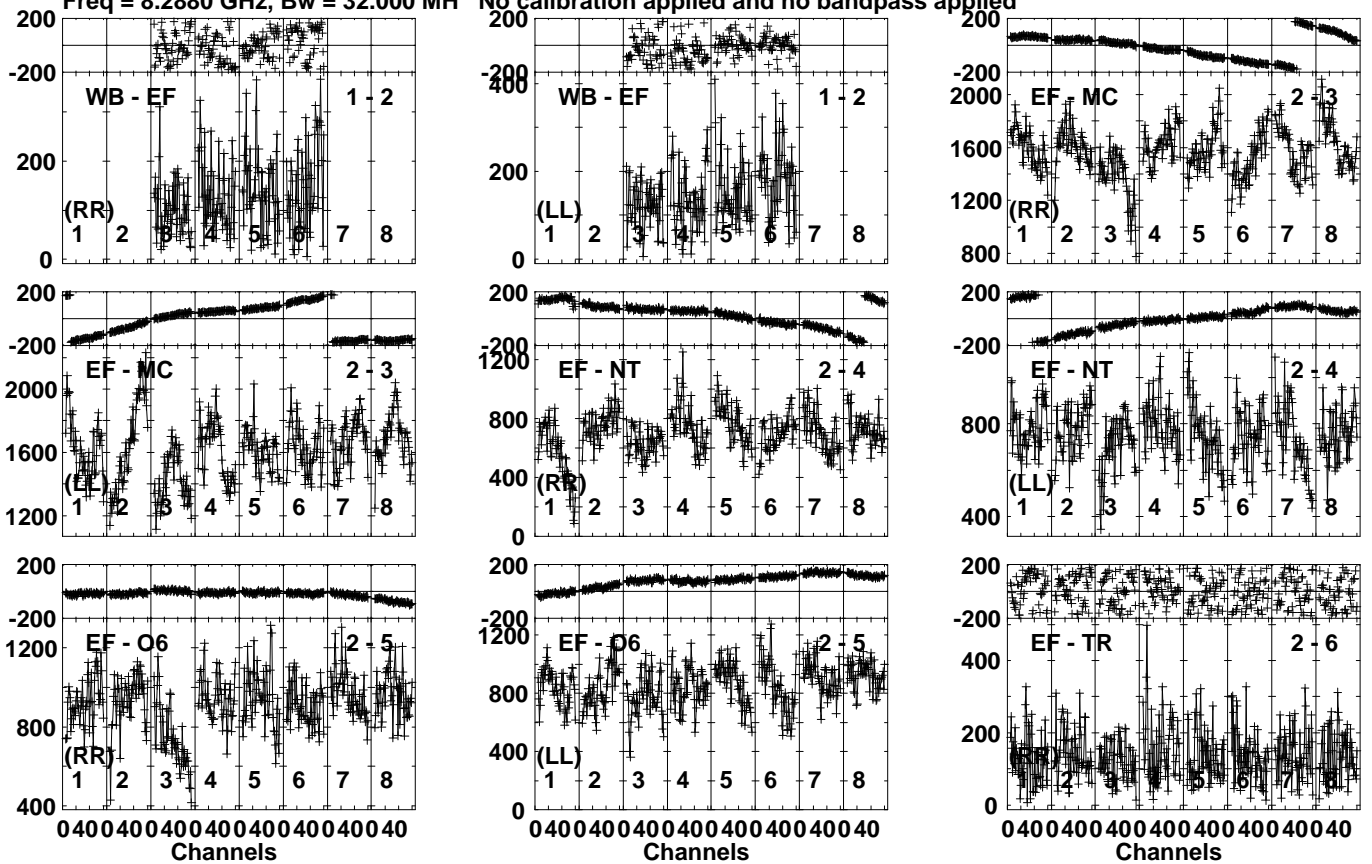 Freq = 8.2880 GHz, Bw = 32.000 MH No calibration applied and no bandpass applied
200
-200
WB - EF 1 - 2
200
(RR)
1 2 3 4 5 6 7 8
0
200
-200
400
WB - EF 1 - 2
200
(LL)
1 2 3 4 5 6 7 8
0
200
-200
2000
EF - MC 2 - 3
1600
1200
(RR)
1 2 3 4 5 6 7 8
800
200
-200
EF - MC 2 - 3
2000
1600
(LL)
1 2 3 4 5 6 7 8
1200
200
-200
1200
EF - NT 2 - 4
800
400
(RR)
1 2 3 4 5 6 7 8
0
200
-200
EF - NT 2 - 4
800
(LL)
1 2 3 4 5 6 7 8
400
200
-200
EF - O6 2 - 5
1200
800
(RR)
1 2 3 4 5 6 7 8
400
0 40 0 40 0 40 0 40 0 40 0 40 0 40 0 40
Channels
200
-200
1200
EF - O6 2 - 5
800
400
(LL)
1 2 3 4 5 6 7 8
0
0 40 0 40 0 40 0 40 0 40 0 40 0 40 0 40
Channels
200
-200
EF - TR 2 - 6
400
200
(RR)
1 2 3 4 5 6 7 8
0
0 40 0 40 0 40 0 40 0 40 0 40 0 40 0 40
Channels